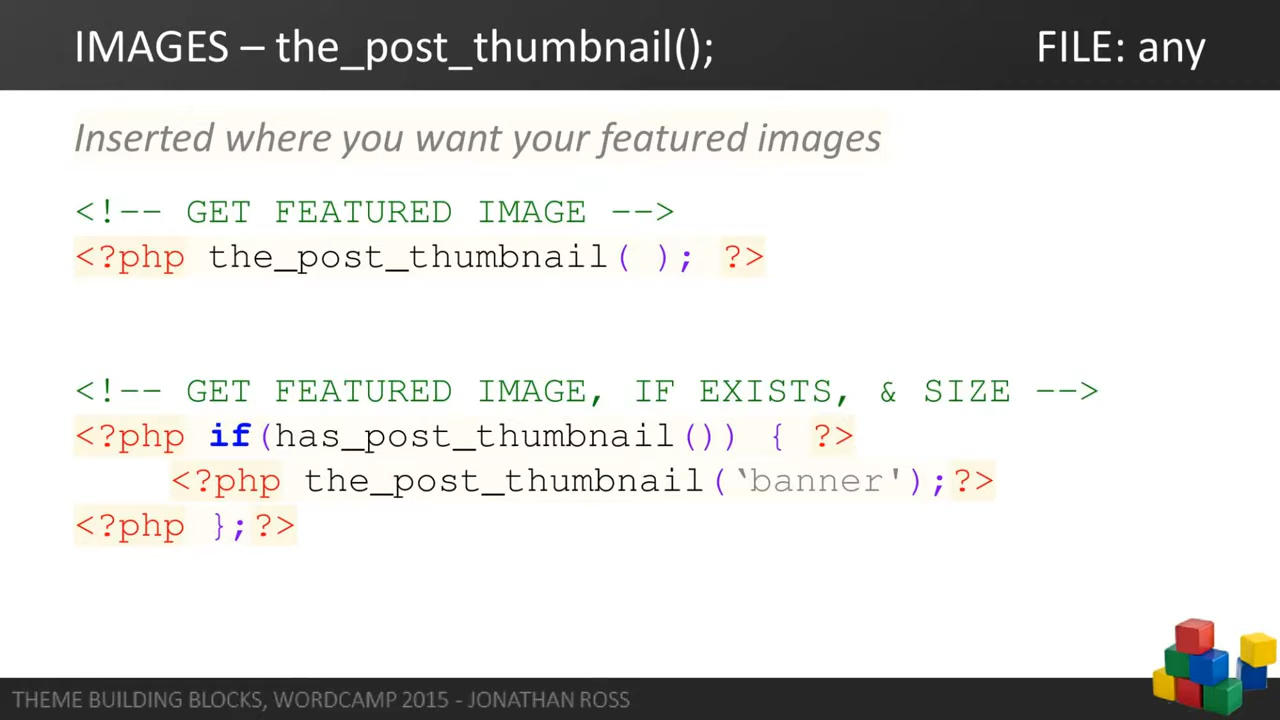 IMAGES – the_post_thumbnail();
FILE: any
Inserted where you want your featured images
<!-- GET FEATURED IMAGE -->
<?php the_post_thumbnail( ); ?>
<!-- GET FEATURED IMAGE, IF EXISTS, & SIZE -->
<?php if(has_post_thumbnail()) { ?>
<?php the_post_thumbnail(‘banner');?>
<?php };?>
THEME BUILDING BLOCKS, WORDCAMP 2015 - JONATHAN ROSS